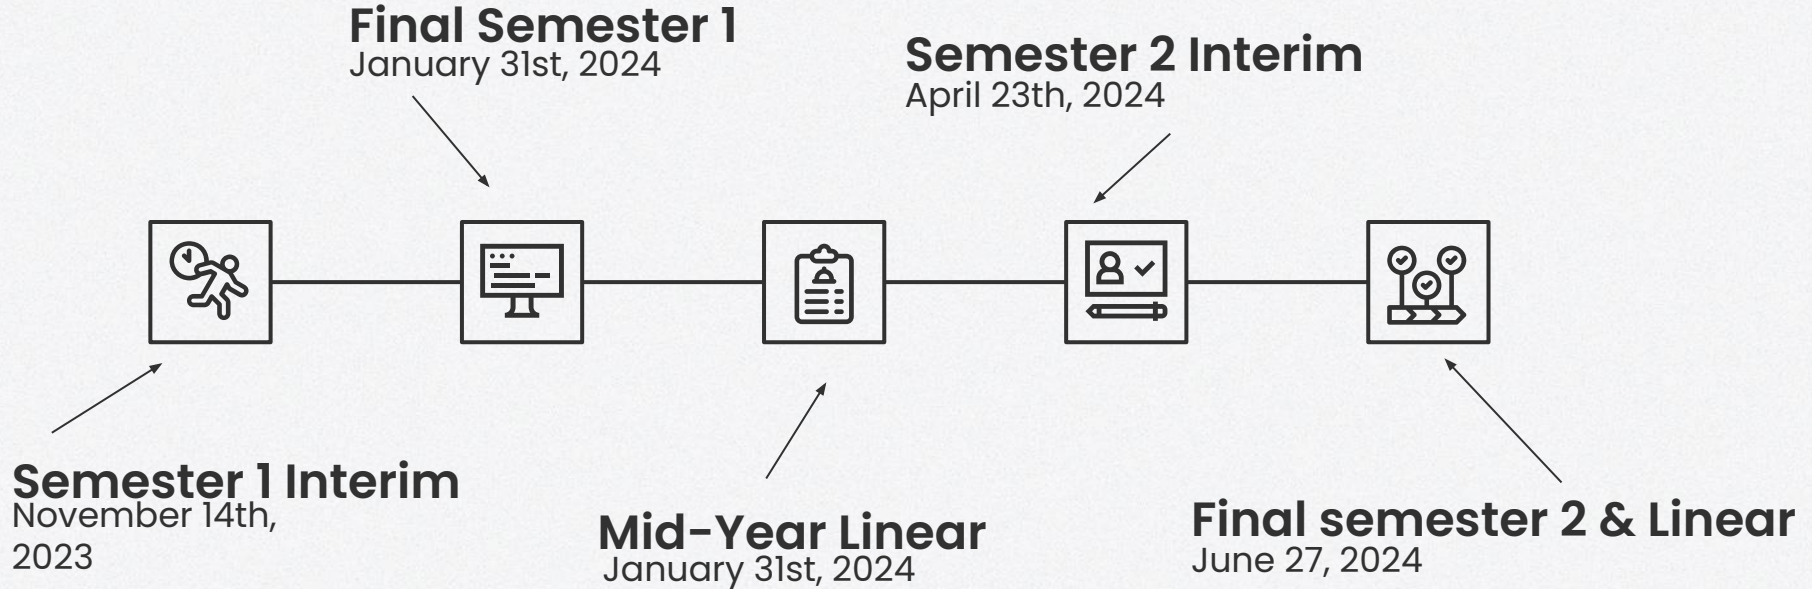 Final Semester 1
January 31st, 2024
Semester 2 Interim
April 23th, 2024
Semester 1 Interim
November 14th,
2023
Mid-Year Linear
January 31st, 2024
Final semester 2 & Linear
June 27, 2024